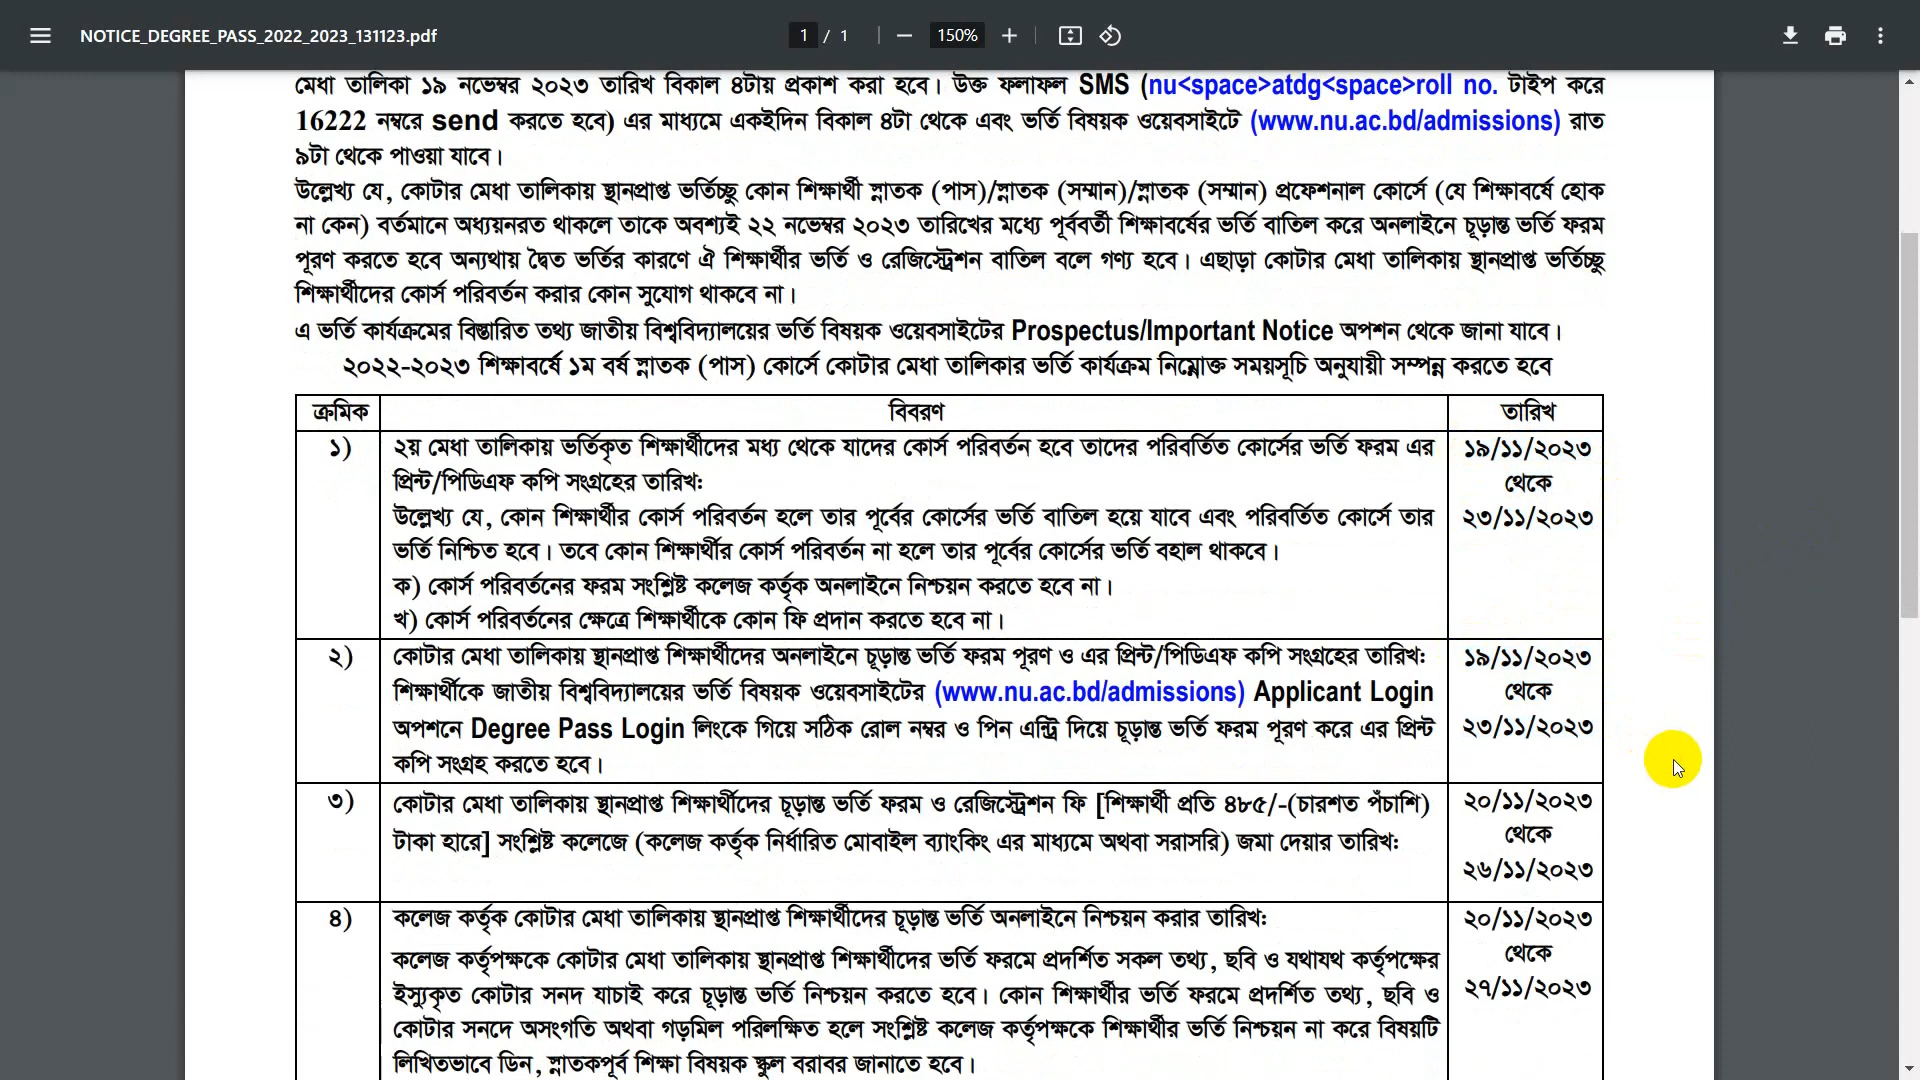 NOTICE_DEGREE_PASS_2022_2023_131123.pdf
1 / 1
150%
মেধা তালিকা ১৯ নভেম্বর ২০২৩ তারিখ বিকাল ৪টায় প্রকাশ করা হবে। উক্ত ফলাফল SMS (nu<space>atdg<space>roll no. টাইপ করে
16222 নম্বরে send করতে হবে) এর মাধ্যমে একইদিন বিকাল ৪টা থেকে এবং ভর্তি বিষয়ক ওয়েবসাইটে (www.nu.ac.bd/admissions) রাত
৯টা থেকে পাওয়া যাবে।
উল্লেখ্য যে, কোটার মেধা তালিকায় স্থানপ্রাপ্ত ভর্তিচ্ছু কোন শিক্ষার্থী স্নাতক (পাস)/স্নাতক (সম্মান)/স্নাতক (সম্মান) প্রফেশনাল কোর্সে (যে শিক্ষাবর্ষে হোক
না কেন) বর্তমানে অধ্যয়নরত থাকলে তাকে অবশ্যই ২২ নভেম্বর ২০২৩ তারিখের মধ্যে পূর্ববর্তী শিক্ষাবর্ষের ভর্তি বাতিল করে অনলাইনে চূড়ান্ত ভর্তি ফরম
পূরণ করতে হবে অন্যথায় দ্বৈত ভর্তির কারণে ঐ শিক্ষার্থীর ভর্তি ও রেজিস্ট্রেশন বাতিল বলে গণ্য হবে। এছাড়া কোটার মেধা তালিকায় স্থানপ্রাপ্ত ভর্তিচ্ছু
শিক্ষার্থীদের কোর্স পরিবর্তন করার কোন সুযোগ থাকবে না।
এ ভর্তি কার্যক্রমের বিস্তারিত তথ্য জাতীয় বিশ্ববিদ্যালয়ের ভর্তি বিষয়ক ওয়েবসাইটের Prospectus/Important Notice অপশন থেকে জানা যাবে।
২০২২-২০২৩ শিক্ষাবর্ষে ১ম বর্ষ স্নাতক (পাস) কোর্সে কোটার মেধা তালিকার ভর্তি কার্যক্রম নিম্নোক্ত সময়সূচি অনুযায়ী সম্পন্ন করতে হবে
ক্রমিক বিবরণ তারিখ
১) ২য় মেধা তালিকায় ভর্তিকৃত শিক্ষার্থীদের মধ্য থেকে যাদের কোর্স পরিবর্তন হবে তাদের পরিবর্তিত কোর্সের ভর্তি ফরম এর ১৯/১১/২০২৩
প্রিন্ট/পিডিএফ কপি সংগ্রহের তারিখঃ থেকে
উল্লেখ্য যে, কোন শিক্ষার্থীর কোর্স পরিবর্তন হলে তার পূর্বের কোর্সের ভর্তি বাতিল হয়ে যাবে এবং পরিবর্তিত কোর্সে তার ২৩/১১/২০২৩
ভর্তি নিশ্চিত হবে। তবে কোন শিক্ষার্থীর কোর্স পরিবর্তন না হলে তার পূর্বের কোর্সের ভর্তি বহাল থাকবে।
ক) কোর্স পরিবর্তনের ফরম সংশ্লিষ্ট কলেজ কর্তৃক অনলাইনে নিশ্চয়ন করতে হবে না।
খ) কোর্স পরিবর্তনের ক্ষেত্রে শিক্ষার্থীকে কোন ফি প্রদান করতে হবে না।
২) কোটার মেধা তালিকায় স্থানপ্রাপ্ত শিক্ষার্থীদের অনলাইনে চূড়ান্ত ভর্তি ফরম পূরণ ও এর প্রিন্ট/পিডিএফ কপি সংগ্রহের তারিখঃ ১৯/১১/২০২৩
শিক্ষার্থীকে জাতীয় বিশ্ববিদ্যালয়ের ভর্তি বিষয়ক ওয়েবসাইটের (www.nu.ac.bd/admissions) Applicant Login থেকে
অপশনে Degree Pass Login লিংকে গিয়ে সঠিক রোল নম্বর ও পিন এন্ট্রি দিয়ে চূড়ান্ত ভর্তি ফরম পূরণ করে এর প্রিন্ট ২৩/১১/২০২৩
কপি সংগ্রহ করতে হবে।
৩) কোটার মেধা তালিকায় স্থানপ্রাপ্ত শিক্ষার্থীদের চূড়ান্ত ভর্তি ফরম ও রেজিস্ট্রেশন ফি [শিক্ষার্থী প্রতি ৪৮৫/-(চারশত পঁচাশি) ২০/১১/২০২৩
টাকা হারে] সংশ্লিষ্ট কলেজে (কলেজ কর্তৃক নির্ধারিত মোবাইল ব্যাংকিং এর মাধ্যমে অথবা সরাসরি) জমা দেয়ার তারিখঃ থেকে
২৬/১১/২০২৩
৪) কলেজ কর্তৃক কোটার মেধা তালিকায় স্থানপ্রাপ্ত শিক্ষার্থীদের চূড়ান্ত ভর্তি অনলাইনে নিশ্চয়ন করার তারিখঃ ২০/১১/২০২৩
কলেজ কর্তৃপক্ষকে কোটার মেধা তালিকায় স্থানপ্রাপ্ত শিক্ষার্থীদের ভর্তি ফরমে প্রদর্শিত সকল তথ্য, ছবি ও যথাযথ কর্তৃপক্ষের থেকে
ইস্যুকৃত কোটার সনদ যাচাই করে চূড়ান্ত ভর্তি নিশ্চয়ন করতে হবে। কোন শিক্ষার্থীর ভর্তি ফরমে প্রদর্শিত তথ্য, ছবি ও ২৭/১১/২০২৩
কোটার সনদে অসংগতি অথবা গড়মিল পরিলক্ষিত হলে সংশ্লিষ্ট কলেজ কর্তৃপক্ষকে শিক্ষার্থীর ভর্তি নিশ্চয়ন না করে বিষয়টি
লিখিতভাবে ডিন, স্নাতকপূর্ব শিক্ষা বিষয়ক স্কুল বরাবর জানাতে হবে।